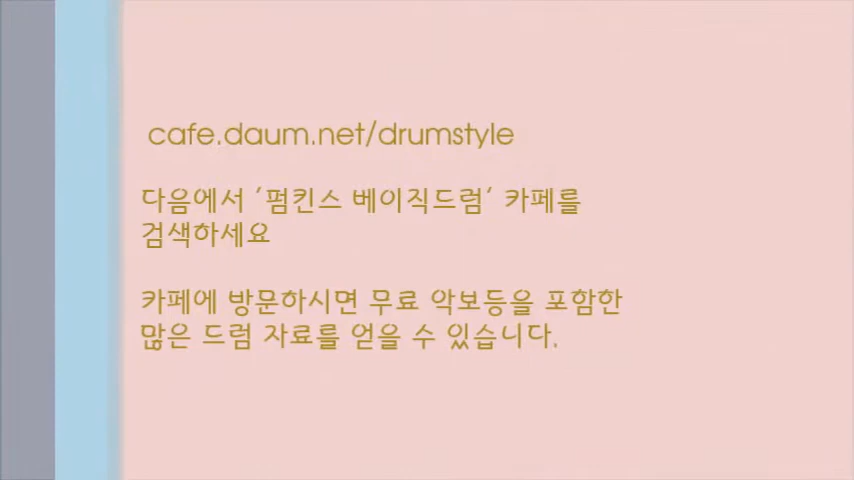 cafe.daum.net/drumstyle
다음에서 '펌킨스 베이직드럼' 카페를
검색하세요
카페에 방문하시면 무료 악보등을 포함한
많은 드럼 자료를 얻을 수 있습니다.